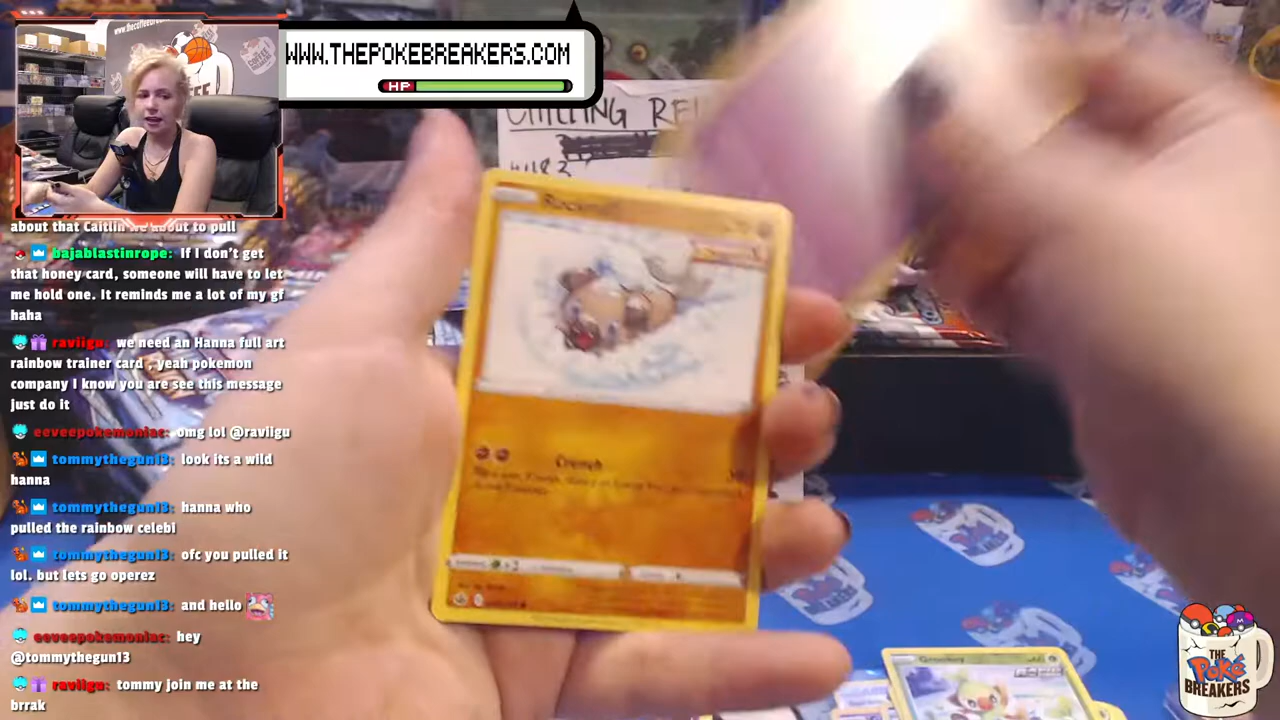 WWW.THEPOKEBREAKERS.COM
HP
CHILLING REI
about that Caitlin we about to pull
bajablastinrope: If I don't get
that honey card, someone will have to let
me hold one. It reminds me a lot of my gf
haha
raviigu: we need an Hanna full art
rainbow trainer card , yeah pokemon
company I know you are see this message
just do it
eeveepokemoniac: omg lol @raviigu
tommythegun13: look its a wild
hanna
tommythegun13: hanna who
pulled the rainbow celebi
tommythegun13: ofc you pulled it
lol. but lets go operez
tommythegun13: and hello
eeveepokemoniac: hey
@tommythegun13
raviigu: tommy join me at the
brrak
Crunch
Grookey
THE
Poké
BREAKERS